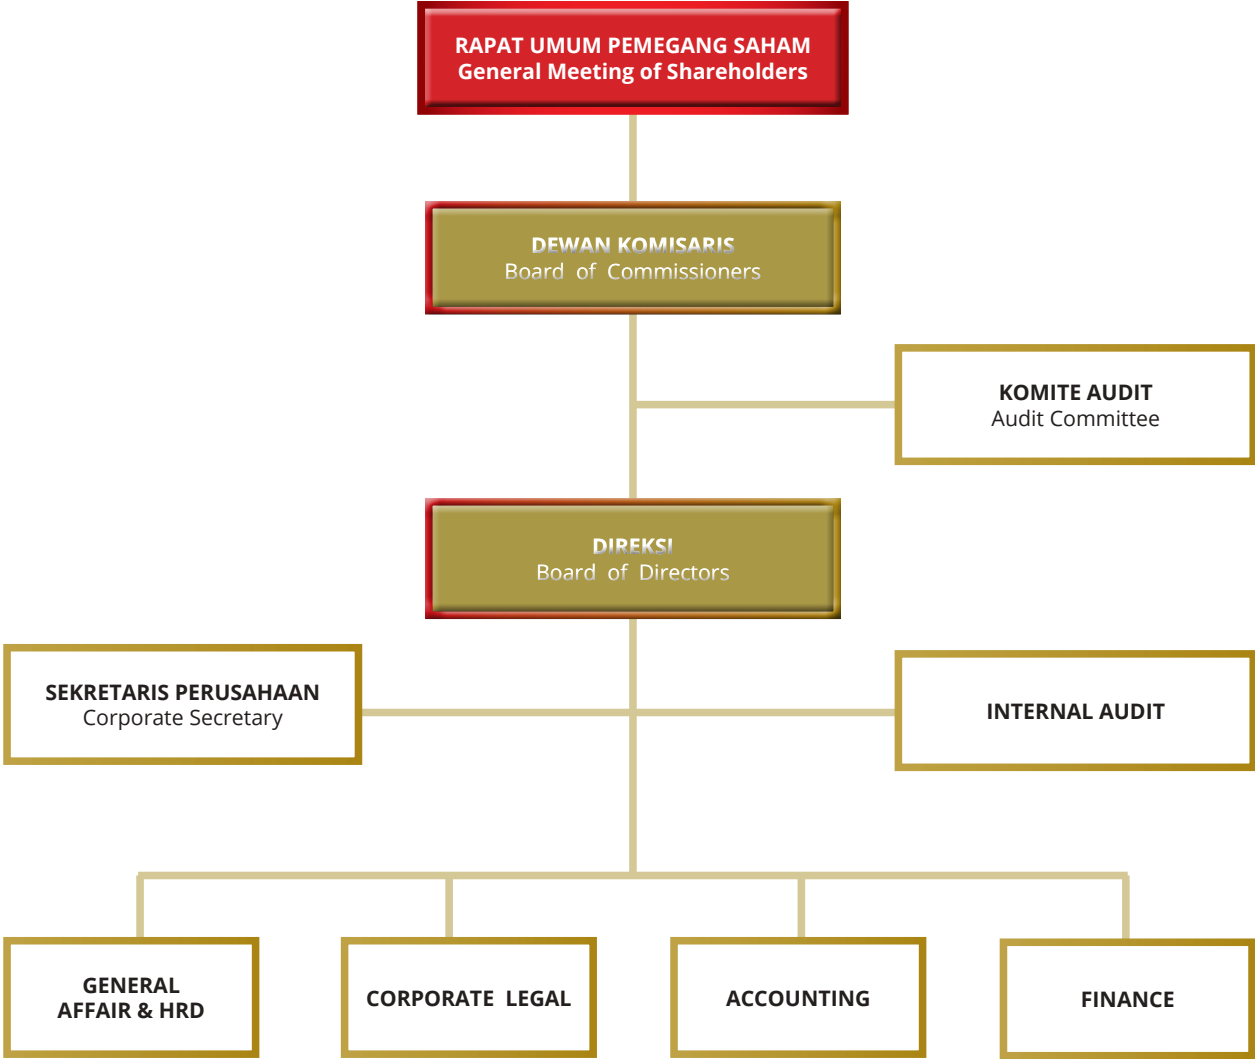 RAPAT UMUM PEMEGANG SAHAM
General Meeting of Shareholders
DEWAN KOMISARIS
Board of Commissioners
KOMITE AUDIT
Audit Committee
DIREKSI
Board of Directors
SEKRETARIS PERUSAHAAN
Corporate Secretary
INTERNAL AUDIT
GENERAL
AFFAIR & HRD
CORPORATE LEGAL
ACCOUNTING
FINANCE